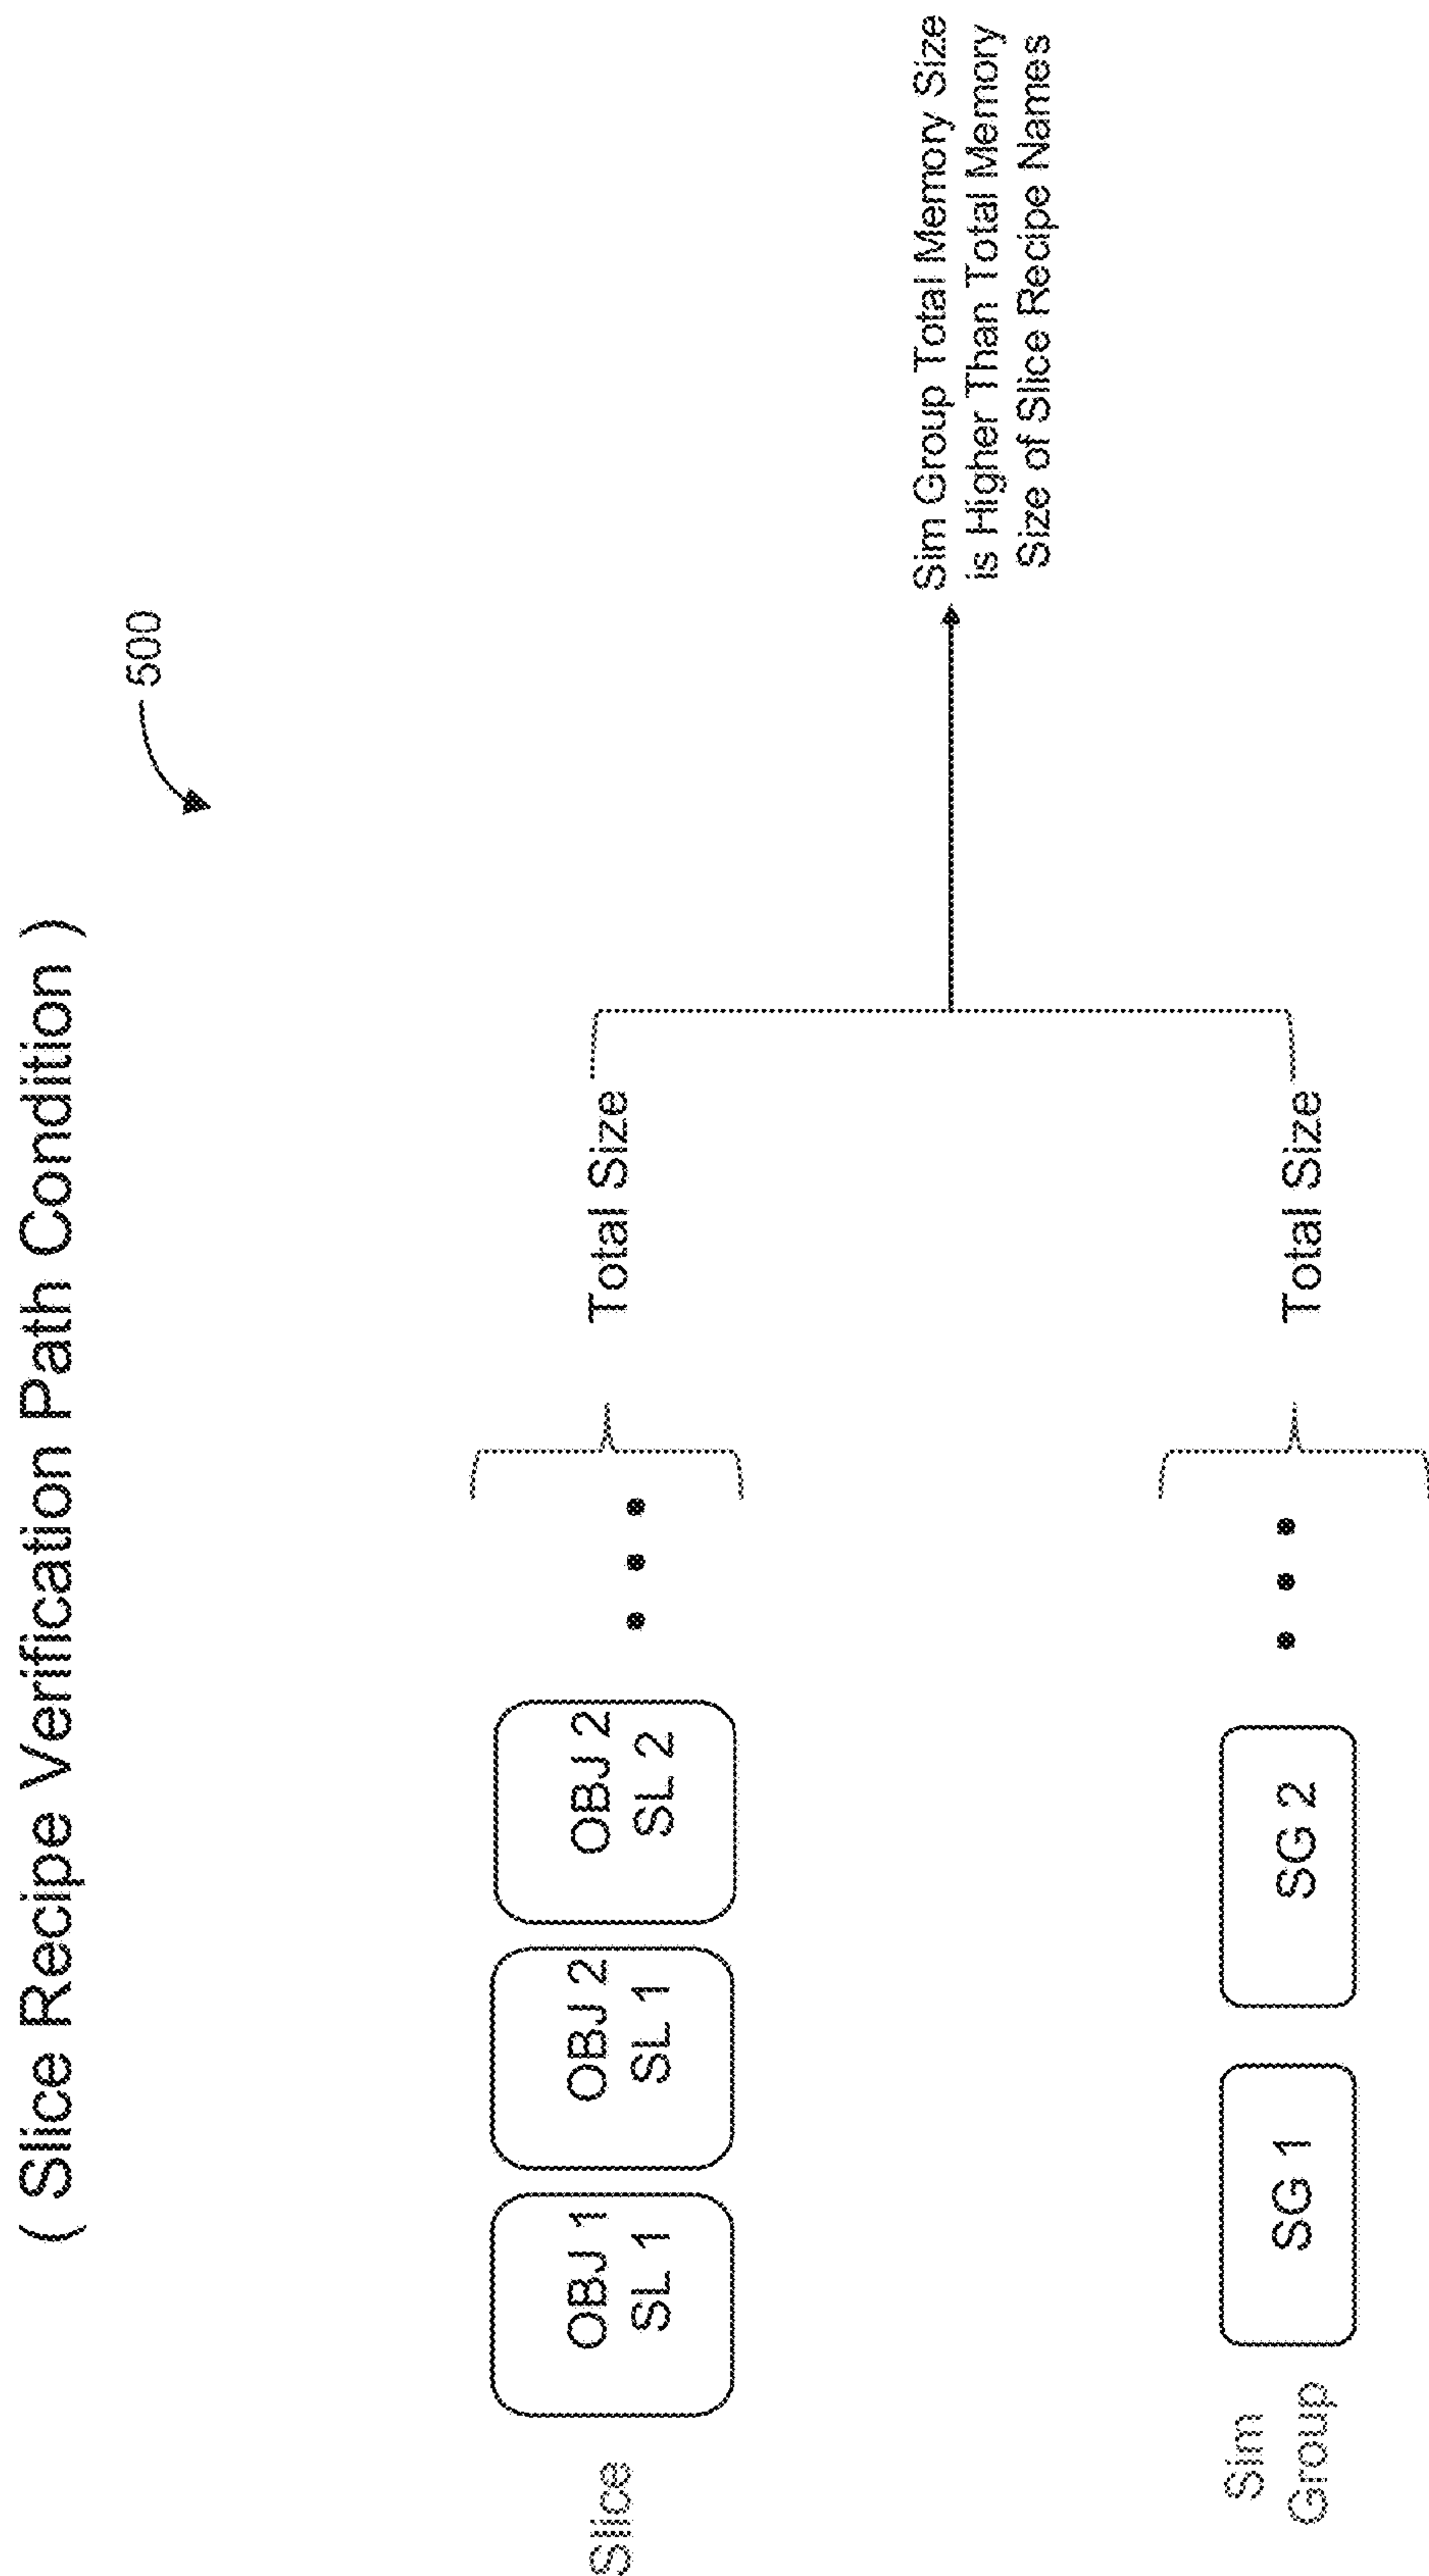 ( Slice Recipe Verification Path Condition )
500
Slice
OBJ 1
SL 1
OBJ 2
SL 1
OBJ 2
SL 2
Total Size
Sim Group Total Memory Size
is Higher Than Total Memory
Size of Slice Recipe Names
Sim
Group
SG 1
SG 2
Total Size